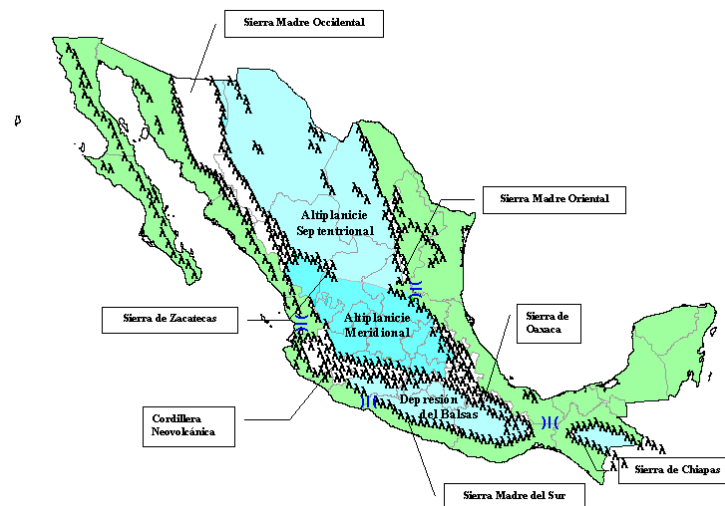 Sierra Madre Occidental
Sierra Madre Oriental
Altiplanicie
Septentrional
Sierra de Zacatecas
Altiplanicie
Meridional
Sierra de
Oaxaca
Depresión
del Balsas
Cordillera
Neovolcánica
Sierra de Chiapas
Sierra Madre del Sur